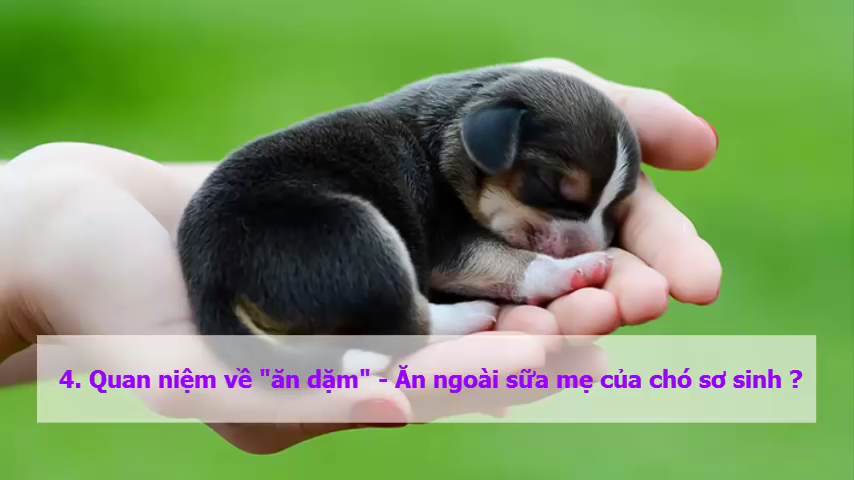 4. Quan niệm về "ăn dặm" - Ăn ngoài sữa mẹ của chó sơ sinh ?